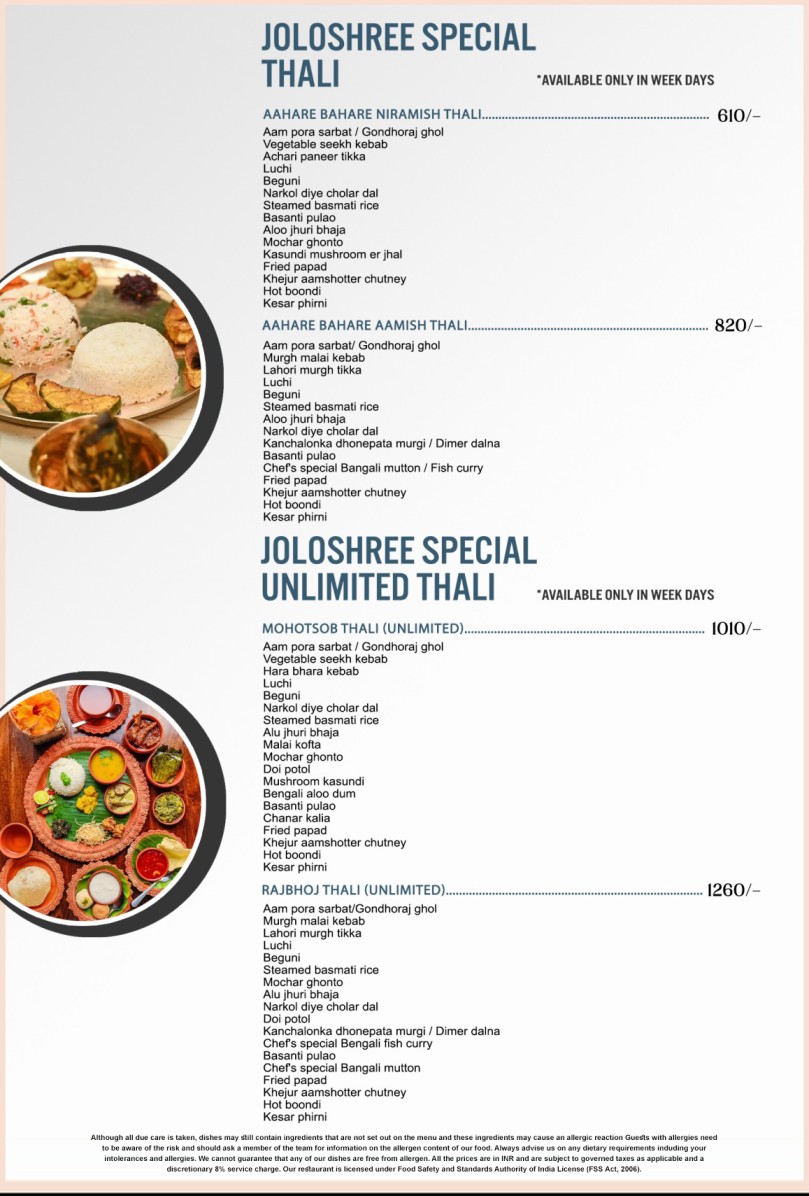 JOLOSHREE SPECIAL
THALI
*AVAILABLE ONLY IN WEEK DAYS
AAHARE BAHARE NIRAMISH THALI........ 610/-
Aam pora sarbat / Gondhoraj ghol
Vegetable seekh kebab
Achari paneer tikka
Luchi
Beguni
Narkol diye cholar dal
Steamed basmati rice
Basanti pulao
Aloo jhuri bhaja
Mochar ghonto
Kasundi mushroom er jhal
Fried papad
Khejur aamshotter chutney
Hot boondi
Kesar phirni
AAHARE BAHARE AAMISH THALI........ 820/-
Aam pora sarbat/ Gondhoraj ghol
Murgh malai kebab
Lahori murgh tikka
Luchi
Beguni
Steamed basmati rice
Aloo jhuri bhaja
Narkol diye cholar dal
Kanchalonka dhonepata murgi / Dimer dalna
Basanti pulao
Chef's special Bangali mutton / Fish curry
Fried papad
Khejur aamshotter chutney
Hot boondi
Kesar phirni
JOLOSHREE SPECIAL
UNLIMITED THALI
*AVAILABLE ONLY IN WEEK DAYS
MOHOTSOB THALI (UNLIMITED)........ 1010/-
Aam pora sarbat / Gondhoraj ghol
Vegetable seekh kebab
Hara bhara kebab
Luchi
Beguni
Narkol diye cholar dal
Steamed basmati rice
Alu jhuri bhaja
Malai kofta
Mochar ghonto
Doi potol
Mushroom kasundi
Bengali aloo dum
Basanti pulao
Chanar kalia
Fried papad
Khejur aamshotter chutney
Hot boondi
Kesar phirni
RAJBHOJ THALI (UNLIMITED)........ 1260/-
Aam pora sarbat/Gondhoraj ghol
Murgh malai kebab
Lahori murgh tikka
Luchi
Beguni
Steamed basmati rice
Mochar ghonto
Alu jhuri bhaja
Narkol diye cholar dal
Doi potol
Kanchalonka dhonepata murgi / Dimer dalna
Chef's special Bengali fish curry
Basanti pulao
Chef's special Bangali mutton
Fried papad
Khejur aamshotter chutney
Hot boondi
Kesar phirni
Although all due care is taken, dishes may still contain ingredients that are not set out on the menu and these ingredients may cause an allergic reaction Guests with allergies need
to be aware of the risk and should ask a member of the team for information on the allergen content of our food. Always advise us on any dietary requirements including your
intolerances and allergies. We cannot guarantee that any of our dishes are free from allergen. All the prices are in INR and are subject to governed taxes as applicable and a
discretionary 8% service charge. Our restaurant is licensed under Food Safety and Standards Authority of India License (FSS Act, 2006).